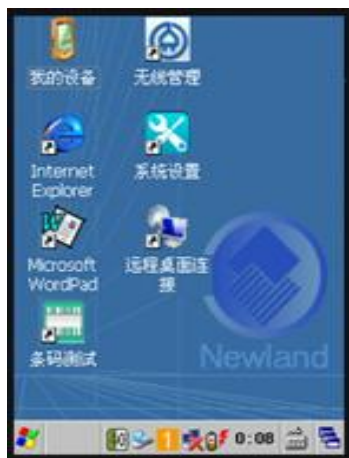 我的设备
无线管理
Internet
Explorer
系统设置
Microsoft
WordPad
远程桌面连
接
条码测试
Newland
1
0:08